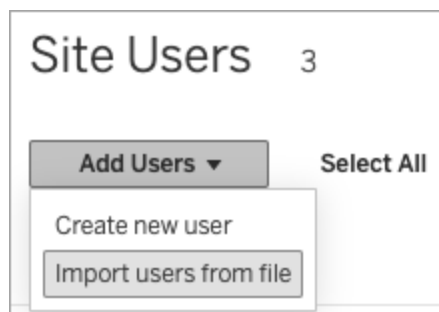 Site Users 3
Add Users ▼ Select All
Create new user
Import users from file